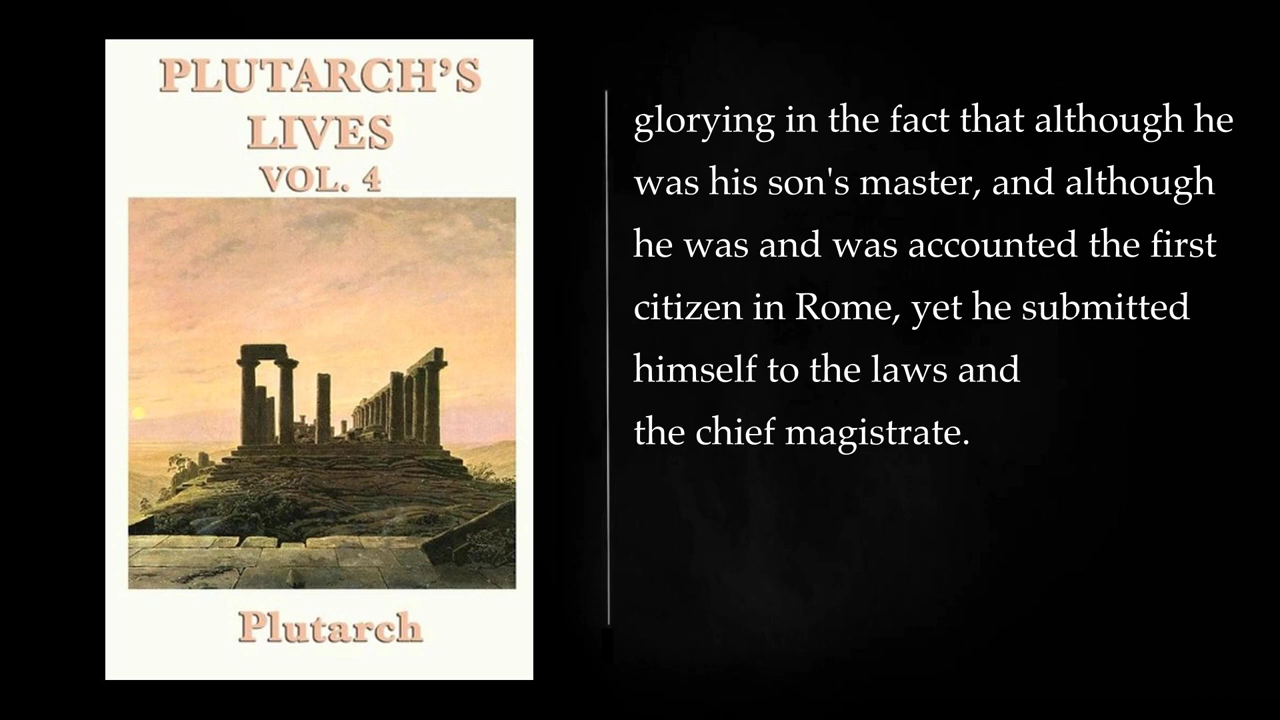 PLUTARCH'S
LIVES
VOL. 4
Plutarch
glorying in the fact that although he
was his son's master, and although
he was and was accounted the first
citizen in Rome, yet he submitted
himself to the laws and
the chief magistrate.